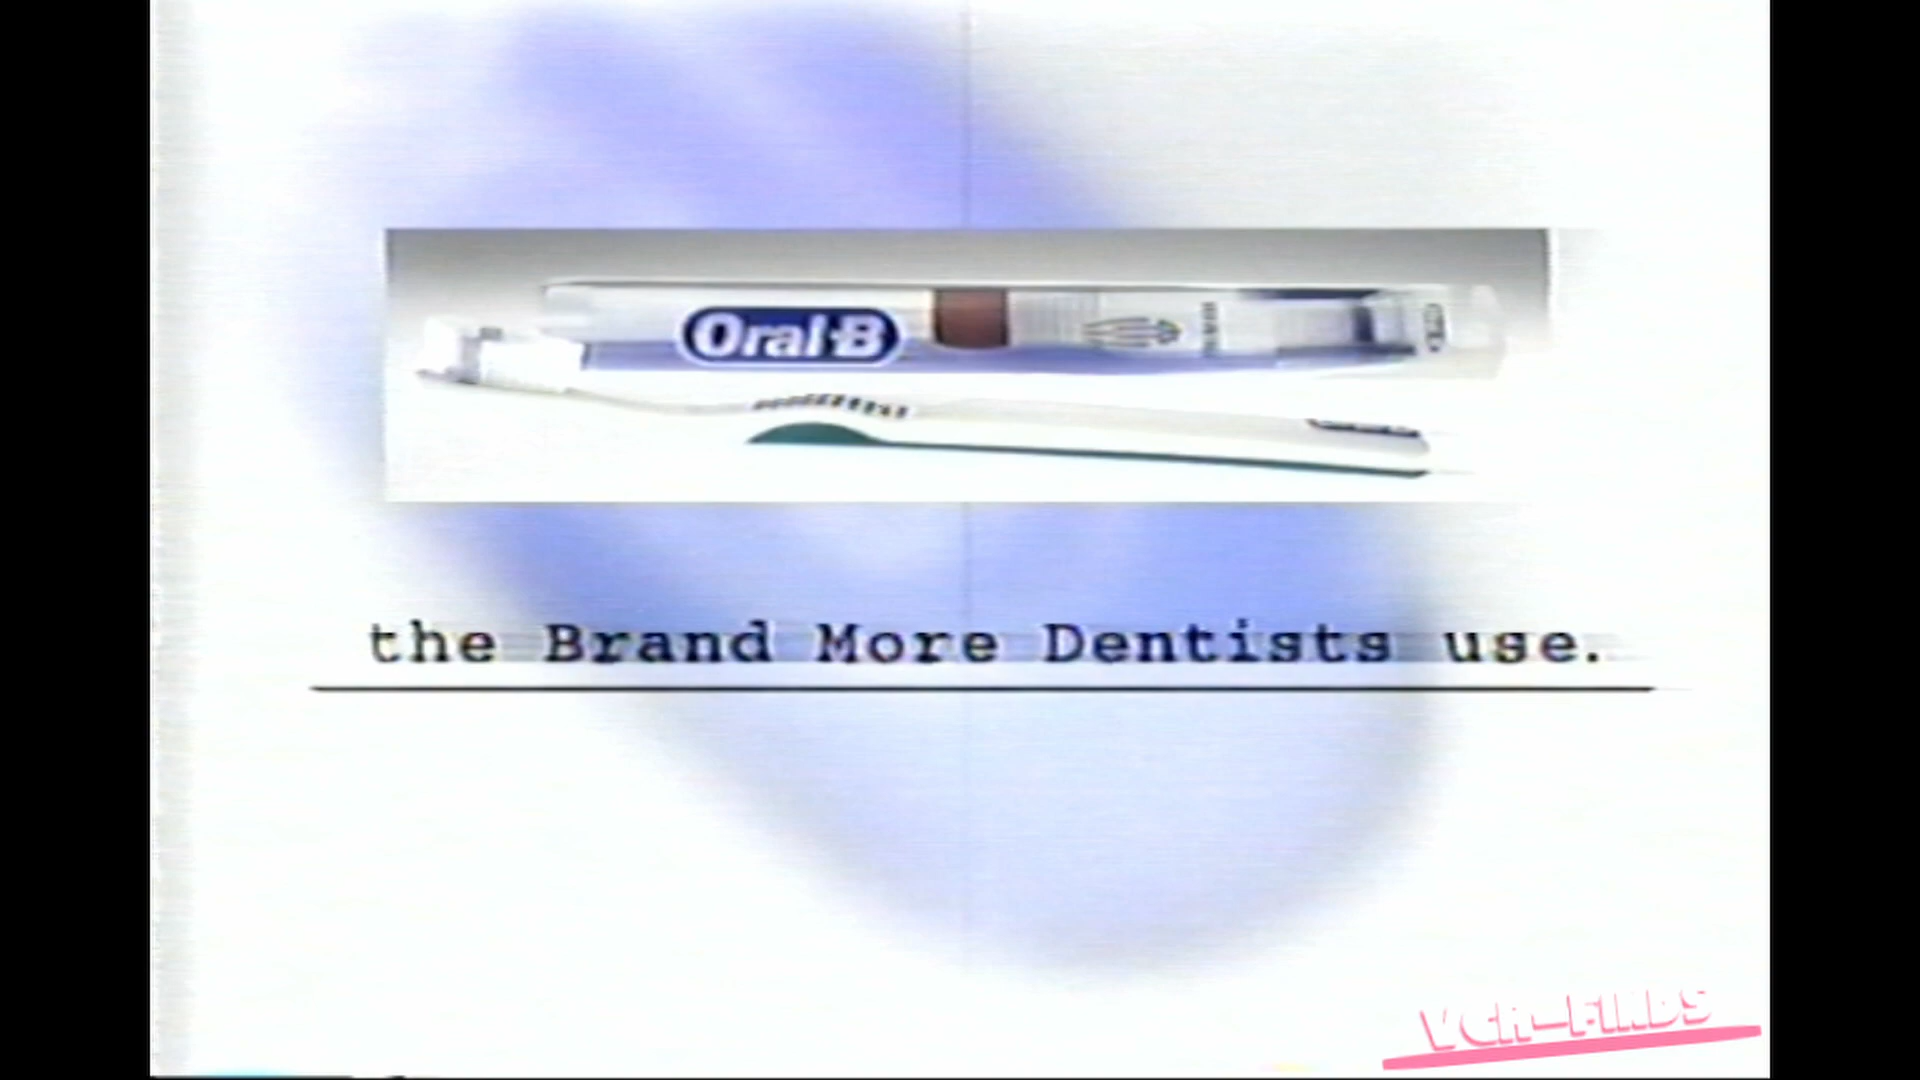 Oral-B
the Brand More Dentists use.
VCR-FINDS